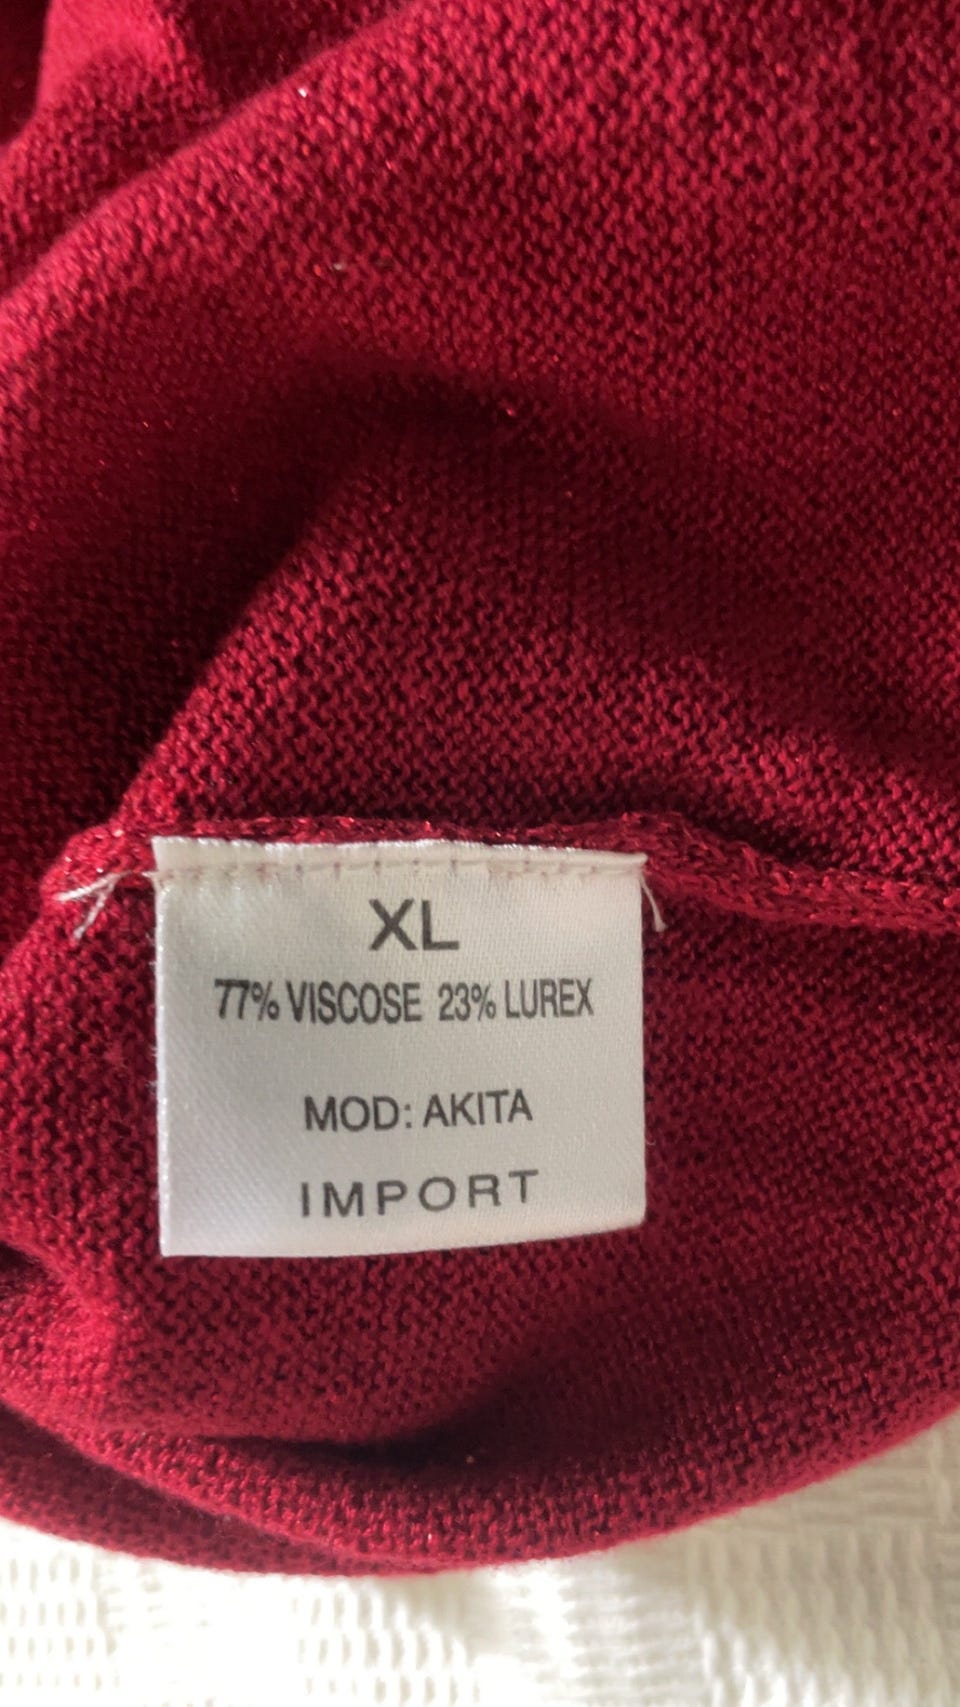 XL
77% VISCOSE 23% LUREX
MOD: AKITA
IMPORT